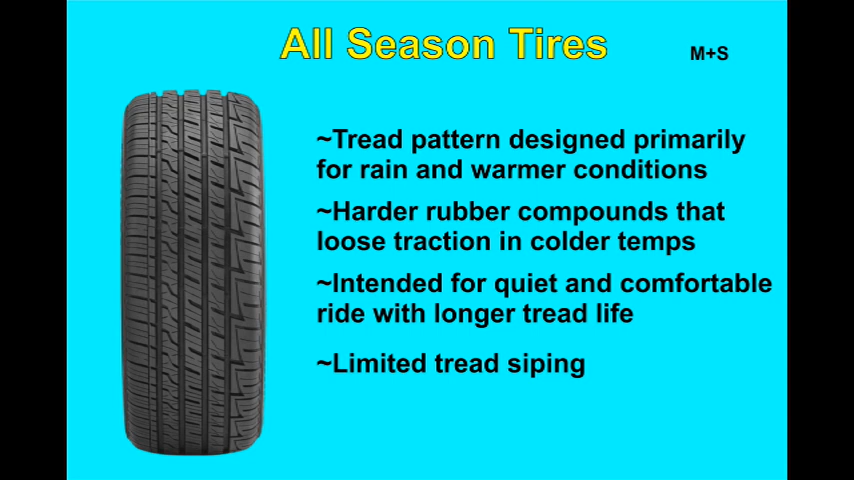 All Season Tires
M+S
~Tread pattern designed primarily
for rain and warmer conditions
~Harder rubber compounds that
loose traction in colder temps
~Intended for quiet and comfortable
ride with longer tread life
~Limited tread siping